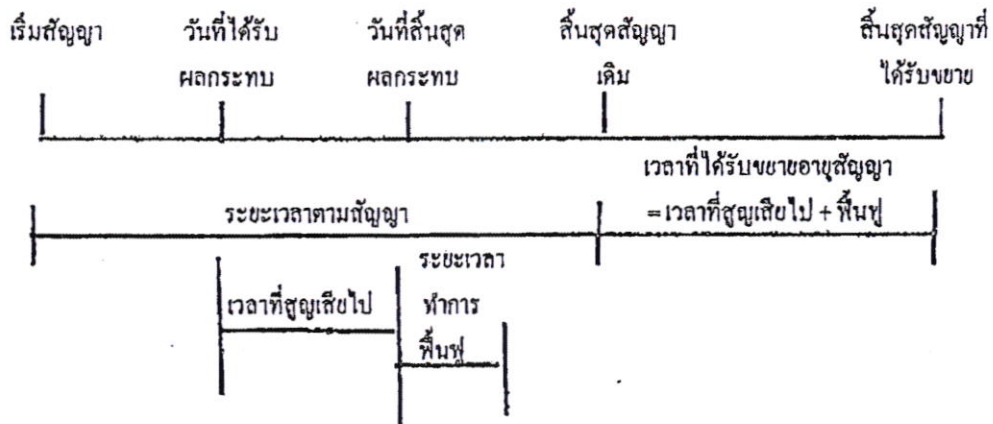 เริ่มสัญญา วันที่ได้รับ วันที่สิ้นสุด สิ้นสุดสัญญา สิ้นสุดสัญญาที่
ผลกระทบ ผลกระทบ เดิม ได้รับขยาย
เวลาที่ได้รับขยายอายุสัญญา
ระยะเวลาตามสัญญา = เวลาที่สูญเสียไป + ฟื้นฟู
ระยะเวลา
เวลาที่สูญเสียไป ทำการ
ฟื้นฟู